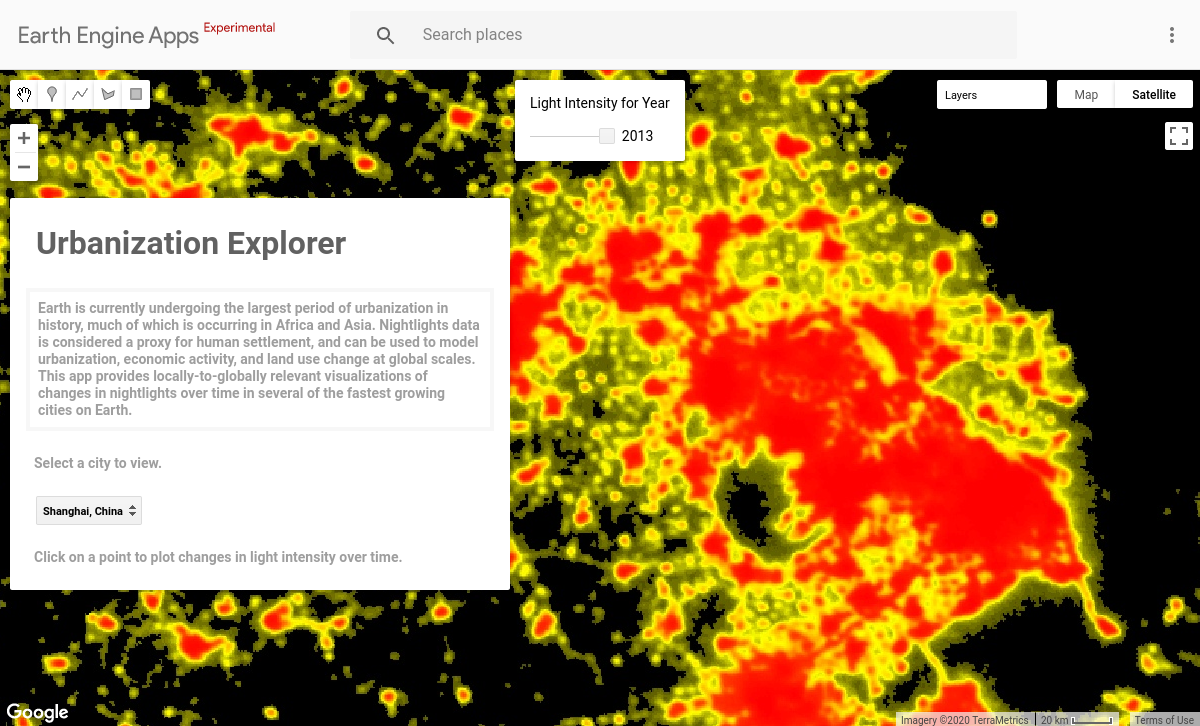 Earth Engine Apps Experimental
Search places
Light Intensity for Year
2013
Layers
Map
Satellite
+
−
Urbanization Explorer
Earth is currently undergoing the largest period of urbanization in
history, much of which is occurring in Africa and Asia. Nightlights data
is considered a proxy for human settlement, and can be used to model
urbanization, economic activity, and land use change at global scales.
This app provides locally-to-globally relevant visualizations of
changes in nightlights over time in several of the fastest growing
cities on Earth.
Select a city to view.
Shanghai, China
Click on a point to plot changes in light intensity over time.
Google
Imagery ©2020 TerraMetrics
20 km
Terms of Use